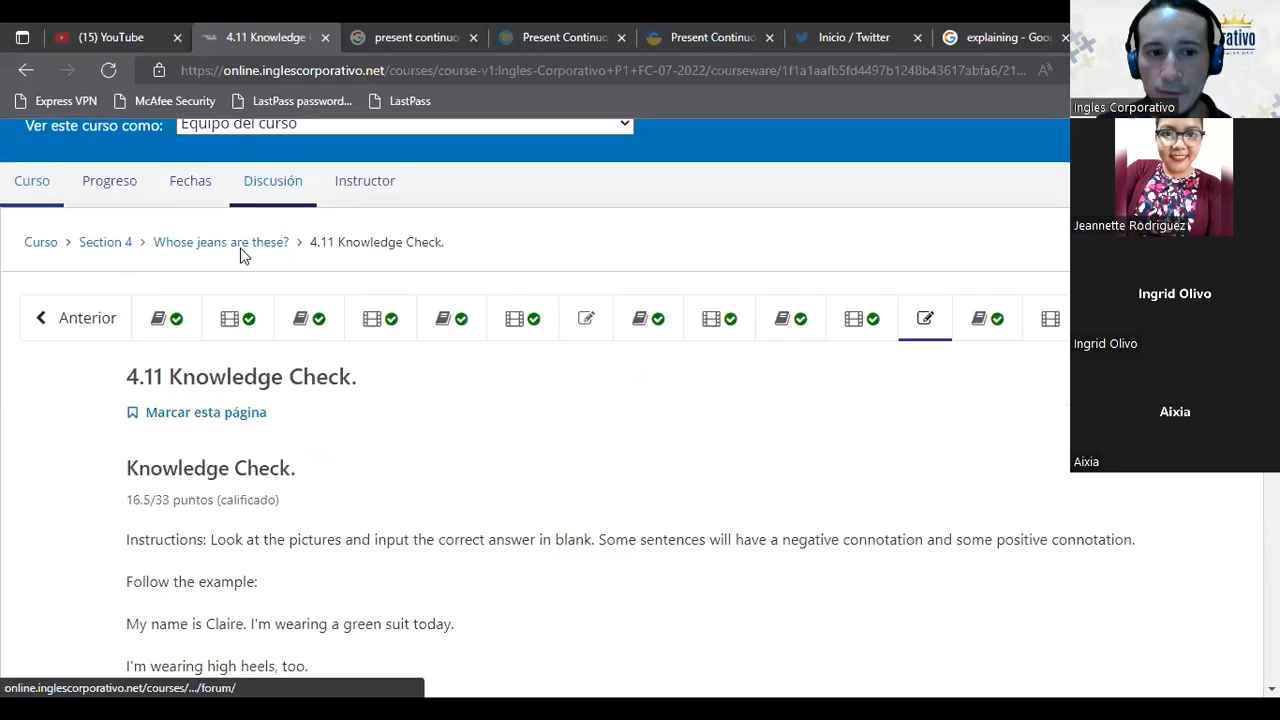 (15) YouTube
4.11 Knowledge
present continuo
Present Continuc
Present Continuo
Inicio / Twitter
explaining - Goo
https://online.inglescorporativo.net/courses/course-v1:Ingles-Corporativo+P1+FC-07-2022/courseware/1f1a1aafb5fd4497b1248b43617abfa6/21...
Express VPN
McAfee Security
LastPass password...
LastPass
Ver este curso como:
Equipo del curso
Curso
Progreso
Fechas
Discusión
Instructor
Curso > Section 4 > Whose jeans are these? > 4.11 Knowledge Check.
Anterior
4.11 Knowledge Check.
Marcar esta página
Knowledge Check.
16.5/33 puntos (calificado)
Instructions: Look at the pictures and input the correct answer in blank. Some sentences will have a negative connotation and some positive connotation.
Follow the example:
My name is Claire. I'm wearing a green suit today.
I'm wearing high heels, too.
online.inglescorporativo.net/courses/.../forum/
Ingles Corporativo
Jeannette Rodriguez
Ingrid Olivo
Ingrid Olivo
Aixia
Aixia